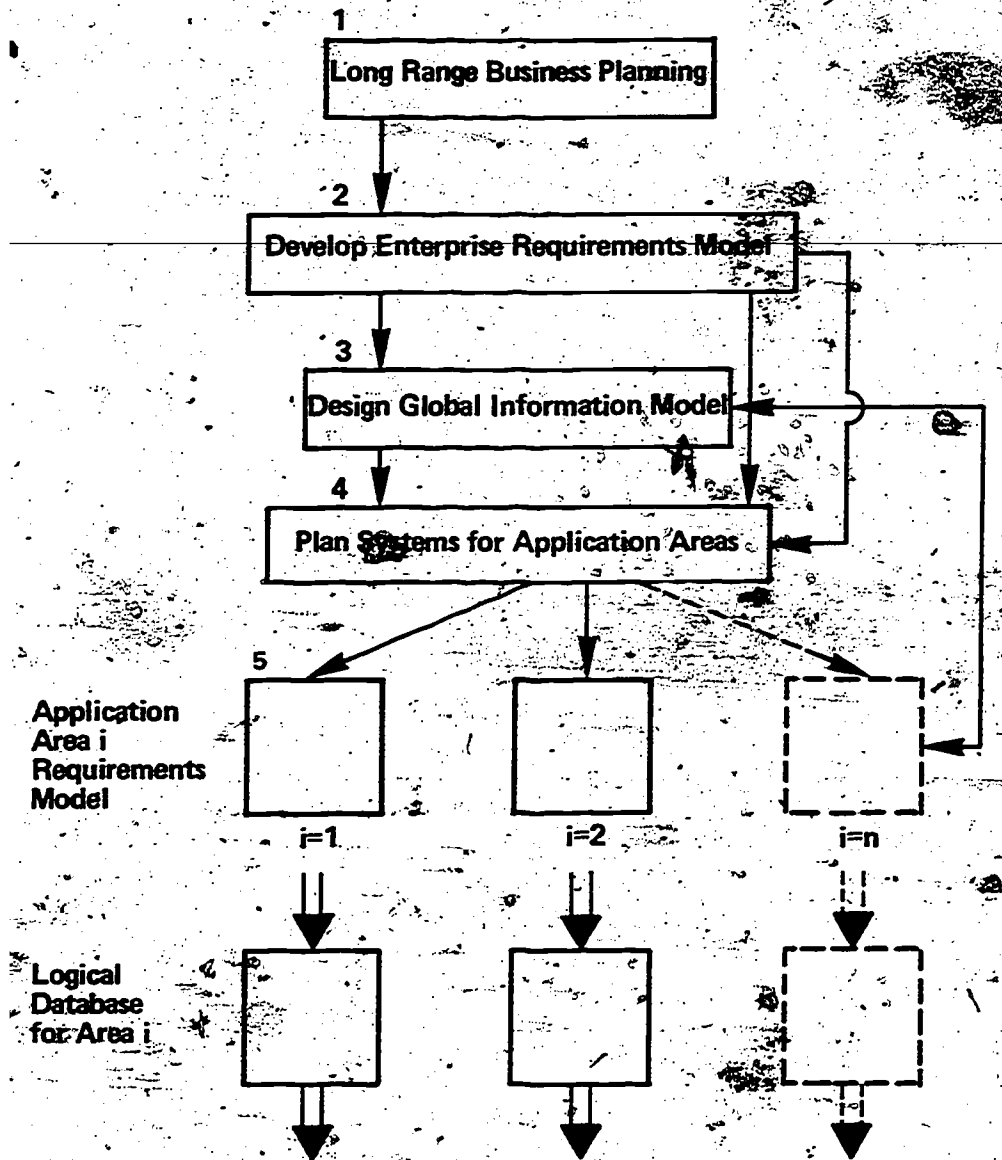 1
Long Range Business Planning
2
Develop Enterprise Requirements Model
3
Design Global Information Model
4
Plan Systems for Application Areas
5
Application
Area i
Requirements
Model
i=1
i=2
i=n
Logical
Database
for Area i